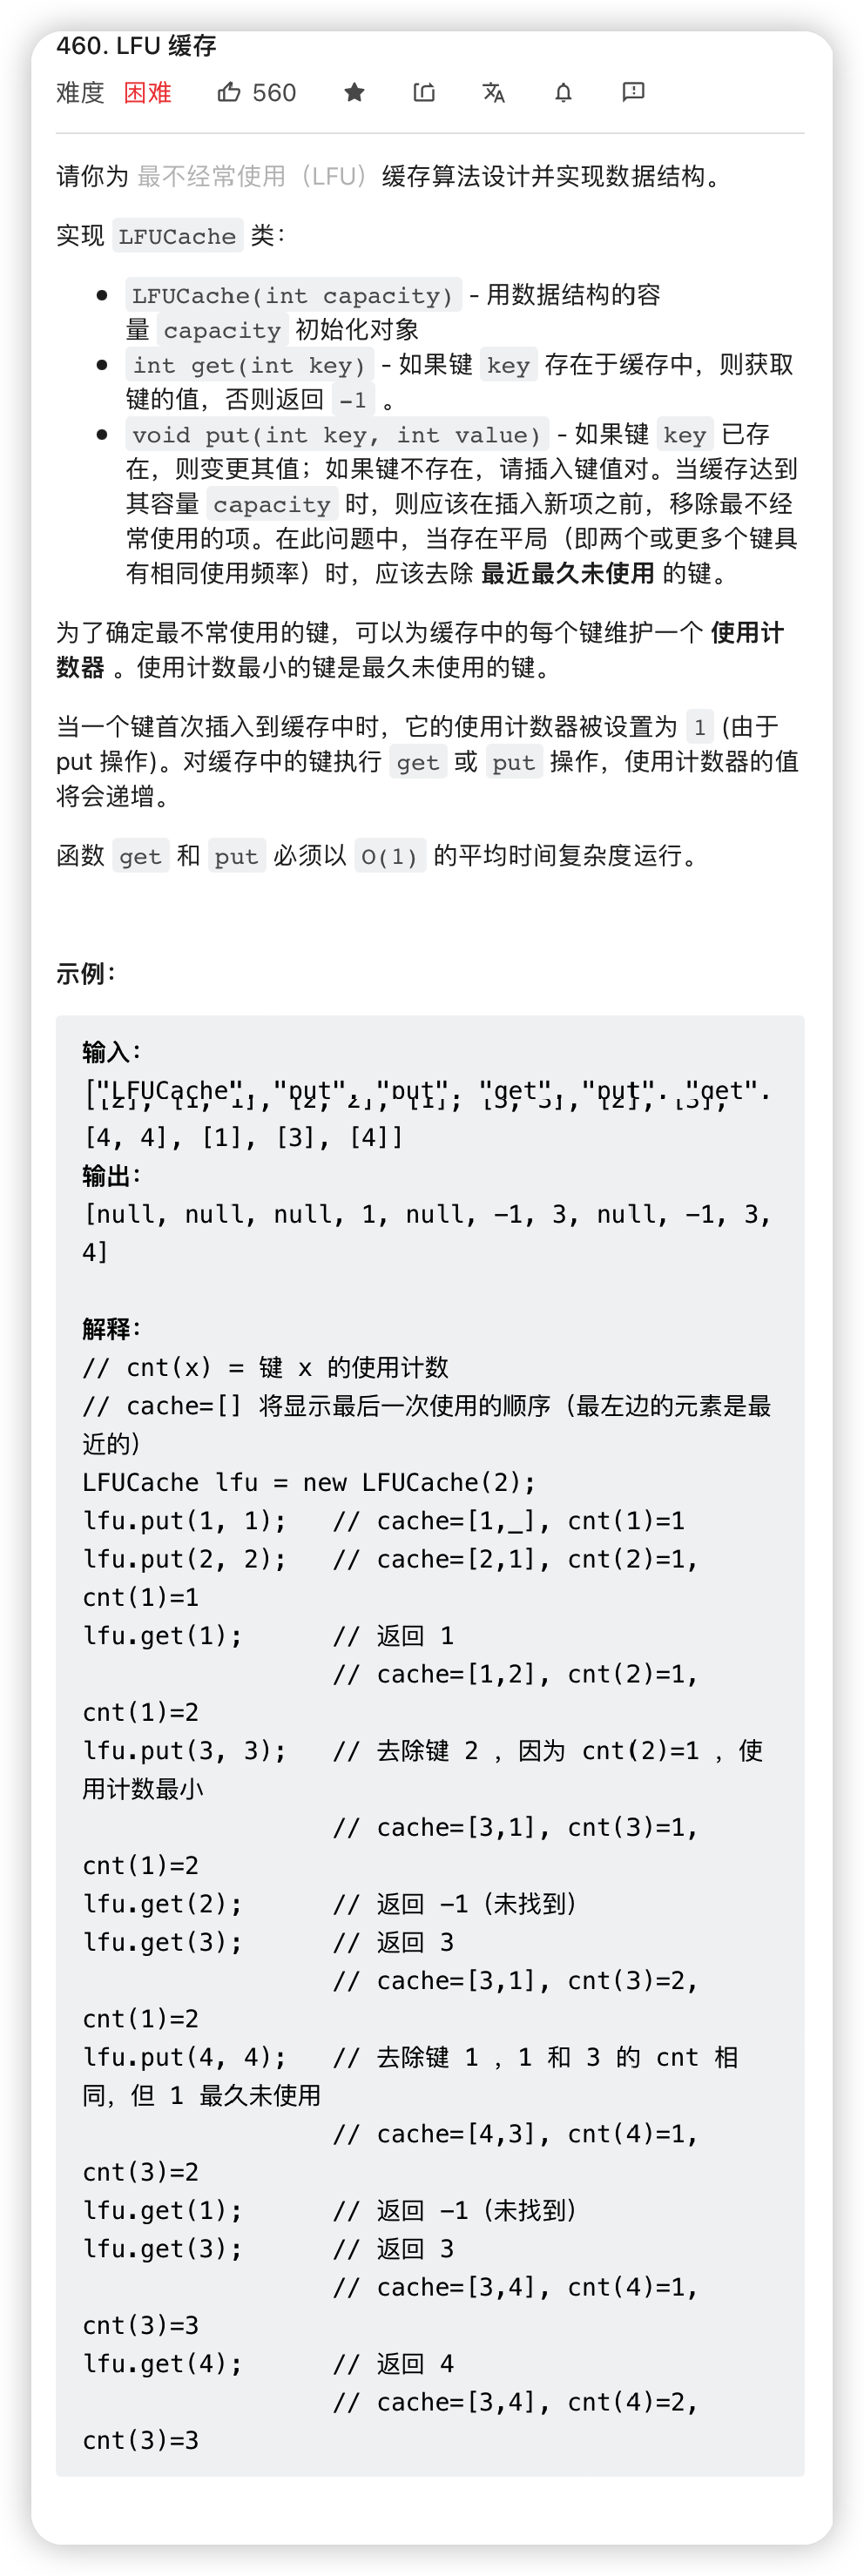 460. LFU 缓存
难度 困难 560
请你为 最不经常使用（LFU）缓存算法设计并实现数据结构。
实现 LFUCache 类：
LFUCache(int capacity) - 用数据结构的容
量 capacity 初始化对象
int get(int key) - 如果键 key 存在于缓存中，则获取
键的值，否则返回 -1 。
void put(int key, int value) - 如果键 key 已存
在，则变更其值；如果键不存在，请插入键值对。当缓存达到
其容量 capacity 时，则应该在插入新项之前，移除最不经
常使用的项。在此问题中，当存在平局（即两个或更多个键具
有相同使用频率）时，应该去除 最近最久未使用 的键。
为了确定最不常使用的键，可以为缓存中的每个键维护一个 使用计
数器 。使用计数最小的键是最久未使用的键。
当一个键首次插入到缓存中时，它的使用计数器被设置为 1 (由于
put 操作)。对缓存中的键执行 get 或 put 操作，使用计数器的值
将会递增。
函数 get 和 put 必须以 O(1) 的平均时间复杂度运行。
示例：
输入：
["LFUCache", "put", "put", "get", "put", "get",
[[2], [1, 1], [2, 2], [1], [3, 3], [2], [3],
[4, 4], [1], [3], [4]]
输出：
[null, null, null, 1, null, -1, 3, null, -1, 3,
4]
解释：
// cnt(x) = 键 x 的使用计数
// cache=[] 将显示最后一次使用的顺序（最左边的元素是最
近的）
LFUCache lfu = new LFUCache(2);
lfu.put(1, 1);   // cache=[1,_], cnt(1)=1
lfu.put(2, 2);   // cache=[2,1], cnt(2)=1,
cnt(1)=1
lfu.get(1);      // 返回 1
// cache=[1,2], cnt(2)=1,
cnt(1)=2
lfu.put(3, 3);   // 去除键 2 ，因为 cnt(2)=1 ，使
用计数最小
// cache=[3,1], cnt(3)=1,
cnt(1)=2
lfu.get(2);      // 返回 -1（未找到）
lfu.get(3);      // 返回 3
// cache=[3,1], cnt(3)=2,
cnt(1)=2
lfu.put(4, 4);   // 去除键 1 ，1 和 3 的 cnt 相
同，但 1 最久未使用
// cache=[4,3], cnt(4)=1,
cnt(3)=2
lfu.get(1);      // 返回 -1（未找到）
lfu.get(3);      // 返回 3
// cache=[3,4], cnt(4)=1,
cnt(3)=3
lfu.get(4);      // 返回 4
// cache=[3,4], cnt(4)=2,
cnt(3)=3